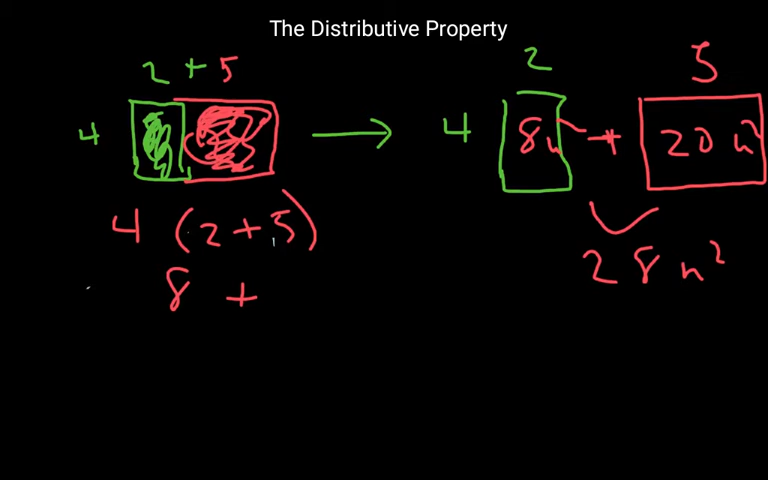 The Distributive Property
2 + 5
2
5
4
4
8u
+
20 u²
4 (2 + 5)
28 u²
8 +